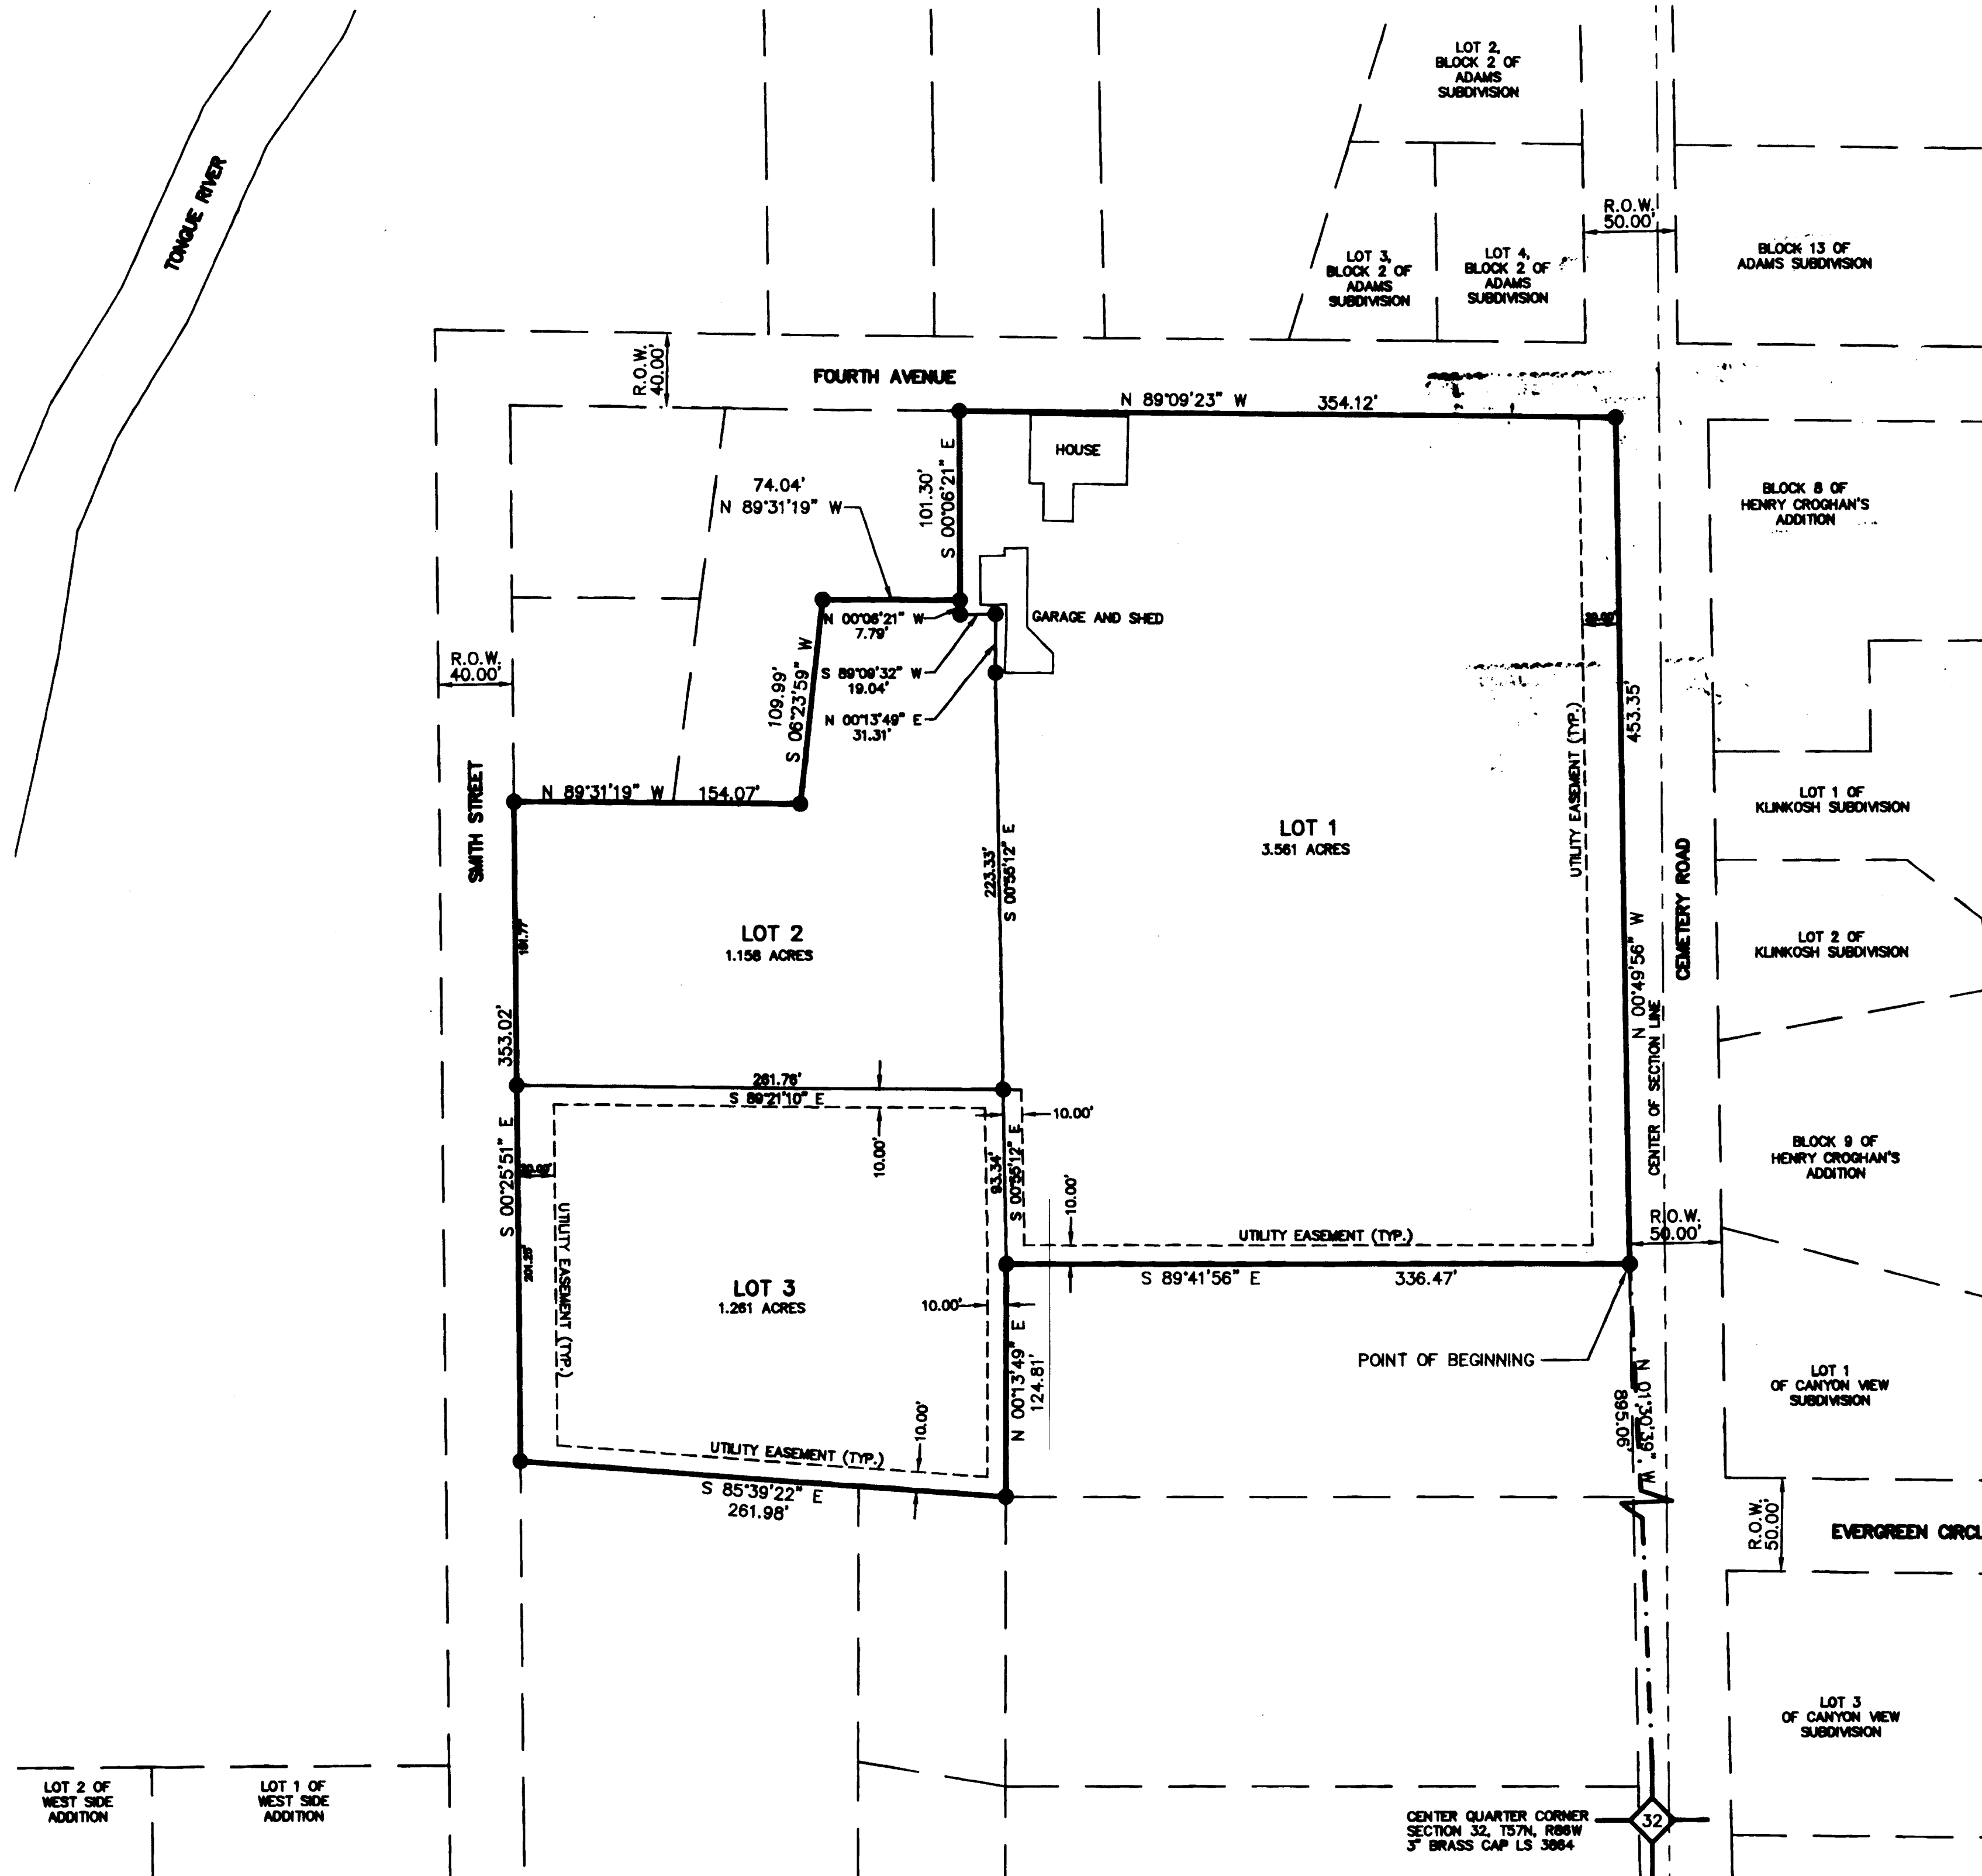 TONGUE RIVER
LOT 2,
BLOCK 2 OF
ADAMS
SUBDIVISION
R.O.W.
50.00'
LOT 3,
BLOCK 2 OF
ADAMS
SUBDIVISION
LOT 4,
BLOCK 2 OF
ADAMS
SUBDIVISION
BLOCK 13 OF
ADAMS SUBDIVISION
R.O.W.
40.00'
FOURTH AVENUE
N 89°09'23" W 354.12'
HOUSE
101.30'
S 00°06'21" E
74.04'
N 89°31'19" W
BLOCK 8 OF
HENRY CROGHAN'S
ADDITION
N 00°06'21" W
7.79'
GARAGE AND SHED
20.00'
R.O.W.
40.00'
109.99'
S 06°23'59" W
S 89°09'32" W
19.04'
N 00°13'49" E
31.31'
453.35'
N 00°49'56" W
UTILITY EASEMENT (TYP.)
SMITH STREET
N 89°31'19" W 154.07'
LOT 1 OF
KLINKOSH SUBDIVISION
LOT 1
3.561 ACRES
223.33'
S 00°55'12" E
CEMETERY ROAD
LOT 2
1.158 ACRES
LOT 2 OF
KLINKOSH SUBDIVISION
353.02'
S 00°25'51" E
CENTER OF SECTION LINE
261.76'
S 89°21'10" E
10.00'
10.00'
93.34'
S 00°55'12" E
10.00'
BLOCK 9 OF
HENRY CROGHAN'S
ADDITION
UTILITY EASEMENT (TYP.)
UTILITY EASEMENT (TYP.)
R.O.W.
50.00'
201.25'
S 89°41'56" E 336.47'
LOT 3
1.261 ACRES
10.00'
N 00°13'49" E
124.81'
POINT OF BEGINNING
N 01°30'39" W
895.06'
LOT 1
OF CANYON VIEW
SUBDIVISION
10.00'
UTILITY EASEMENT (TYP.)
S 85°39'22" E
261.98'
R.O.W.
50.00'
EVERGREEN CIRCL
LOT 3
OF CANYON VIEW
SUBDIVISION
LOT 2 OF
WEST SIDE
ADDITION
LOT 1 OF
WEST SIDE
ADDITION
CENTER QUARTER CORNER
SECTION 32, T57N, R86W
3" BRASS CAP LS 3864
32